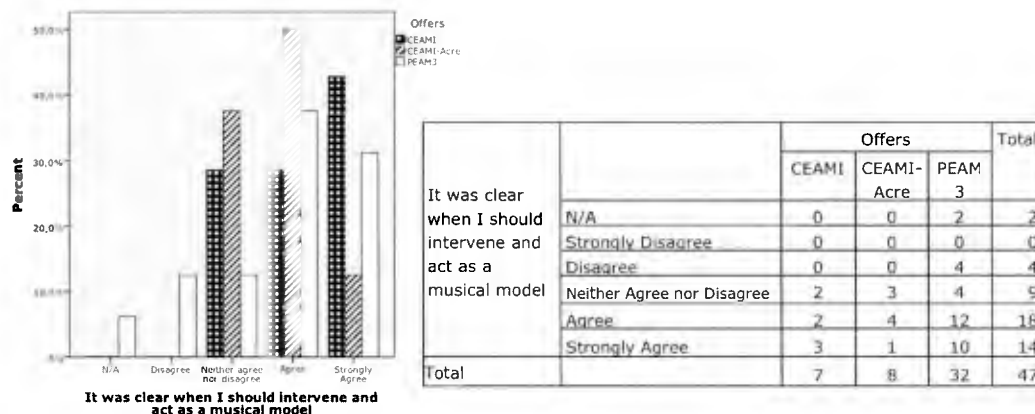 Offers
CEAMI
CEAMI-Acre
PEAM3
50,0%
40,0%
30,0%
20,0%
10,0%
Percent
N/A
Disagree
Neither agree nor disagree
Agree
Strongly Agree
It was clear when I should intervene and
act as a musical model
It was clear
when I should
intervene and
act as a
musical model
Offers Total
CEAMI CEAMI-Acre PEAM 3
N/A 0 0 2 2
Strongly Disagree 0 0 0 0
Disagree 0 0 4 4
Neither Agree nor Disagree 2 3 4 9
Agree 2 4 12 18
Strongly Agree 3 1 10 14
Total 7 8 32 47